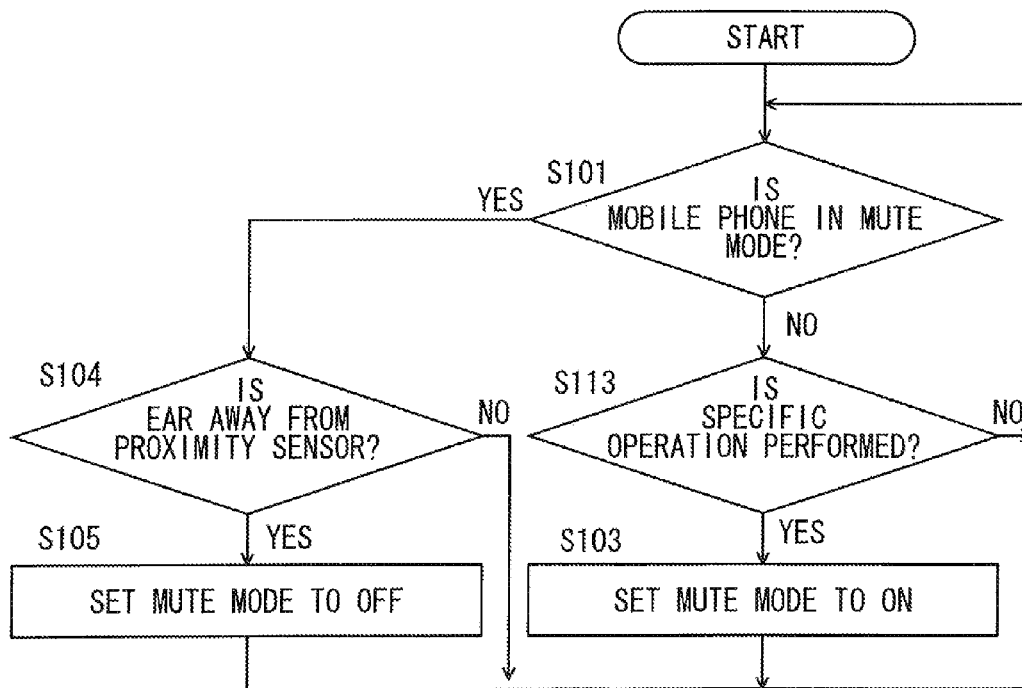 START
S101
YES
IS
MOBILE PHONE IN MUTE
MODE?
NO
S104
IS
EAR AWAY FROM
PROXIMITY SENSOR?
NO
S113
IS
SPECIFIC
OPERATION PERFORMED?
NO
S105
YES
SET MUTE MODE TO OFF
S103
YES
SET MUTE MODE TO ON